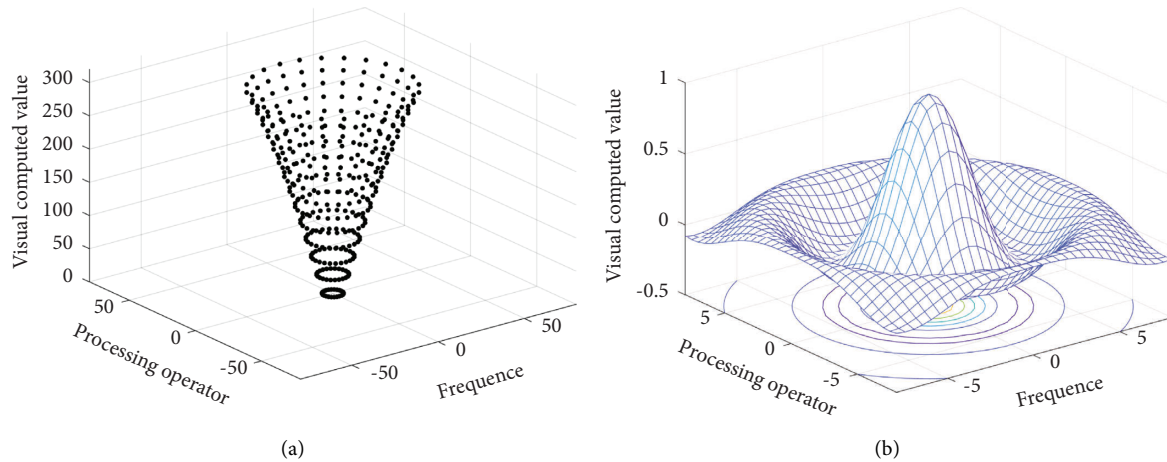 300
250
200
150
100
50
0
Visual computed value
50
0
-50
Processing operator
-50
0
50
Frequence
(a)
1
0.5
0
-0.5
Visual computed value
5
0
-5
Processing operator
-5
0
5
Frequence
(b)